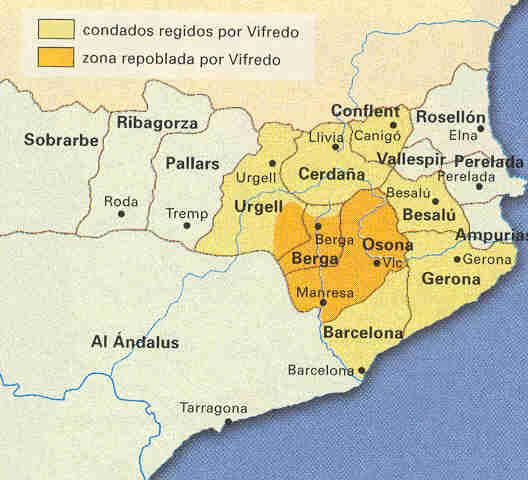 condados regidos por Vifredo
zona repoblada por Vifredo
Conflent
Rosellón
Ribagorza
Sobrarbe
Llivia
Canigó
Elna
Pallars
Vallespir
Perelada
Urgell
Cerdaña
Perelada
Roda
Tremp
Urgell
Besalú
Besalú
Berga
Osona
Ampurias
Berga
Vic
Gerona
Gerona
Manresa
Al Ándalus
Barcelona
Barcelona
Tarragona